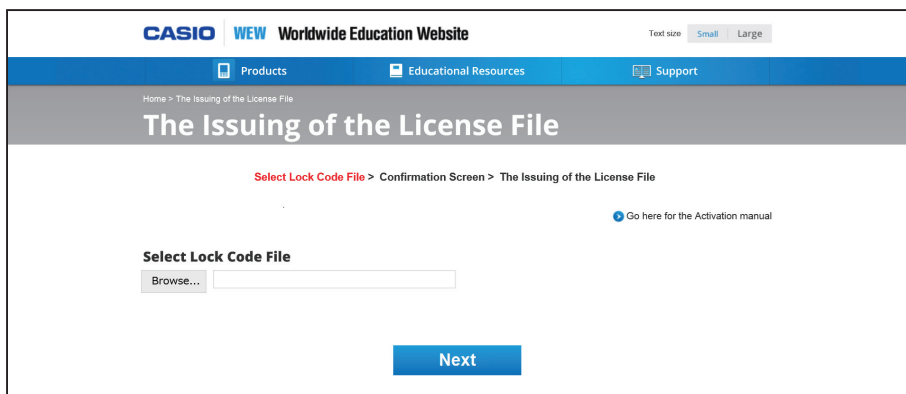 CASIO WEW Worldwide Education Website
Text size Small Large
Products Educational Resources Support
Home > The Issuing of the License File
The Issuing of the License File
Select Lock Code File > Confirmation Screen > The Issuing of the License File
Go here for the Activation manual
Select Lock Code File
Browse...
Next